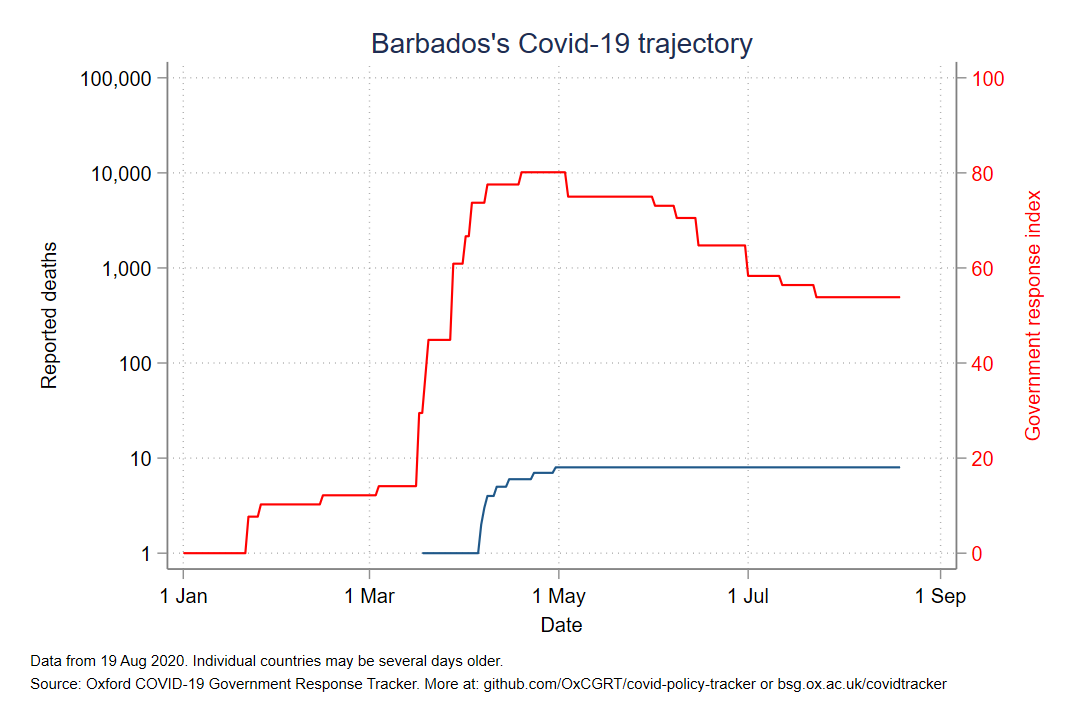 Barbados's Covid-19 trajectory
100,000
10,000
1,000
100
10
1
Reported deaths
100
80
60
40
20
0
Government response index
1 Jan
1 Mar
1 May
1 Jul
1 Sep
Date
Data from 19 Aug 2020. Individual countries may be several days older.
Source: Oxford COVID-19 Government Response Tracker. More at: github.com/OxCGRT/covid-policy-tracker or bsg.ox.ac.uk/covidtracker